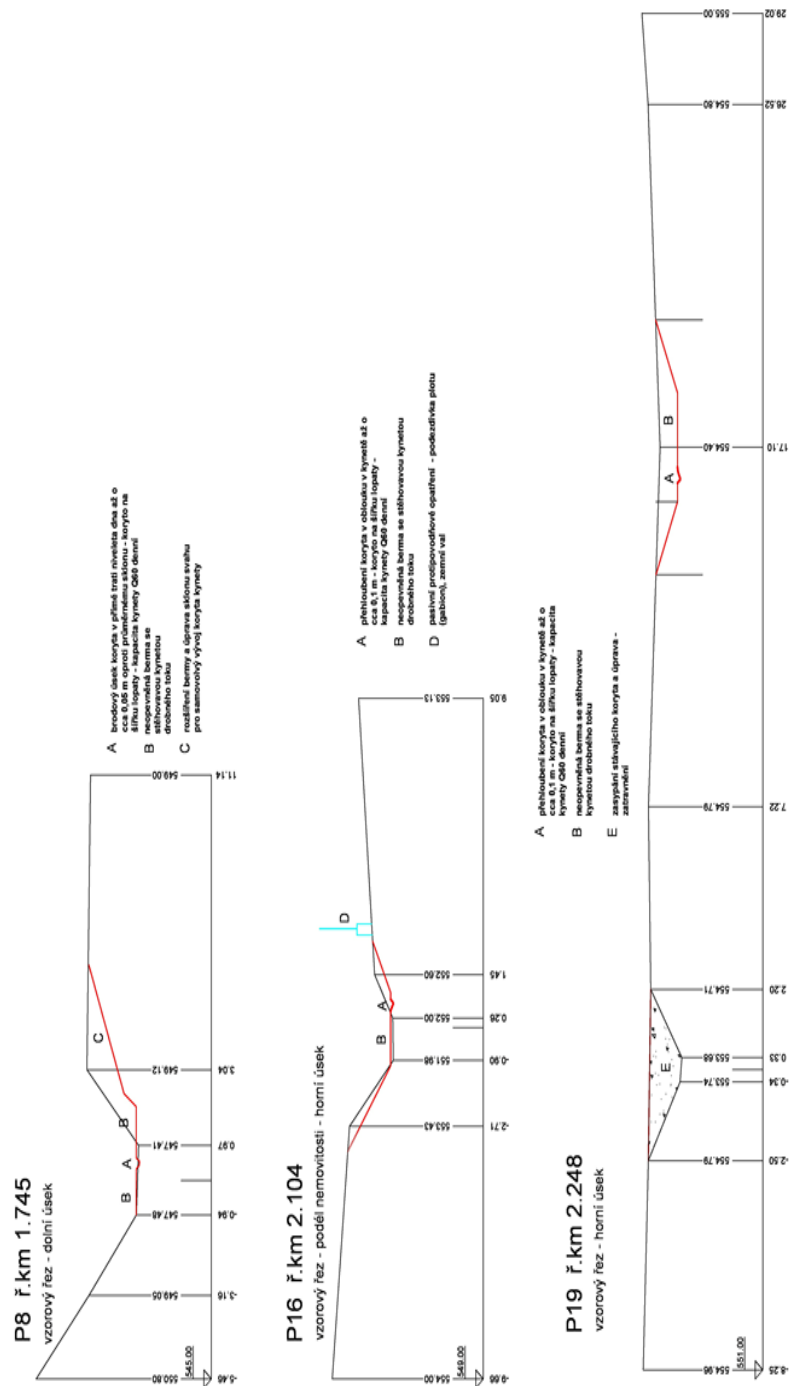 P8 ř.km 1.745
vzorový řez - dolní úsek
A brodový úsek koryta v přímé trati niveleta dna až o
cca 0,05 m oproti průměrnému sklonu - koryto na
šířku lopaty - kapacita kynety Q60 denní
B neopevněná berma se
stěhovavou kynetou
drobného toku
C rozšíření bermy a úprava sklonu svahu
pro samovolvý vývoj koryta kynety
B
A
B
C
545.00
550.80
549.05
547.48
547.41
549.12
549.00
-5.46
-3.16
-0.94
0.97
3.04
11.14
P16 ř.km 2.104
vzorový řez - podél nemovitosti - horní úsek
A přehloubení koryta v oblouku v kynetě až o
cca 0,1 m - koryto na šířku lopaty -
kapacita kynety Q60 denní
B neopevněná berma se stěhovavou kynetou
drobného toku
D pasivní protipovodňové opatření - podezdívka plotu
(gabion), zemní val
B
A
D
549.00
554.00
553.43
551.98
552.00
552.60
553.13
-9.66
-2.71
-0.90
0.26
1.45
9.05
P19 ř.km 2.248
vzorový řez - horní úsek
A přehloubení koryta v oblouku v kynetě až o
cca 0,1 m - koryto na šířku lopaty - kapacita
kynety Q60 denní
B neopevněná berma se stěhovavou
kynetou drobného toku
E zasypání stávajícího koryta a úprava -
zatravnění
E
A
B
551.00
554.96
554.79
553.74
553.68
554.71
554.79
554.40
554.80
555.00
-8.25
-2.50
-0.34
0.33
2.20
7.22
17.10
26.52
29.02